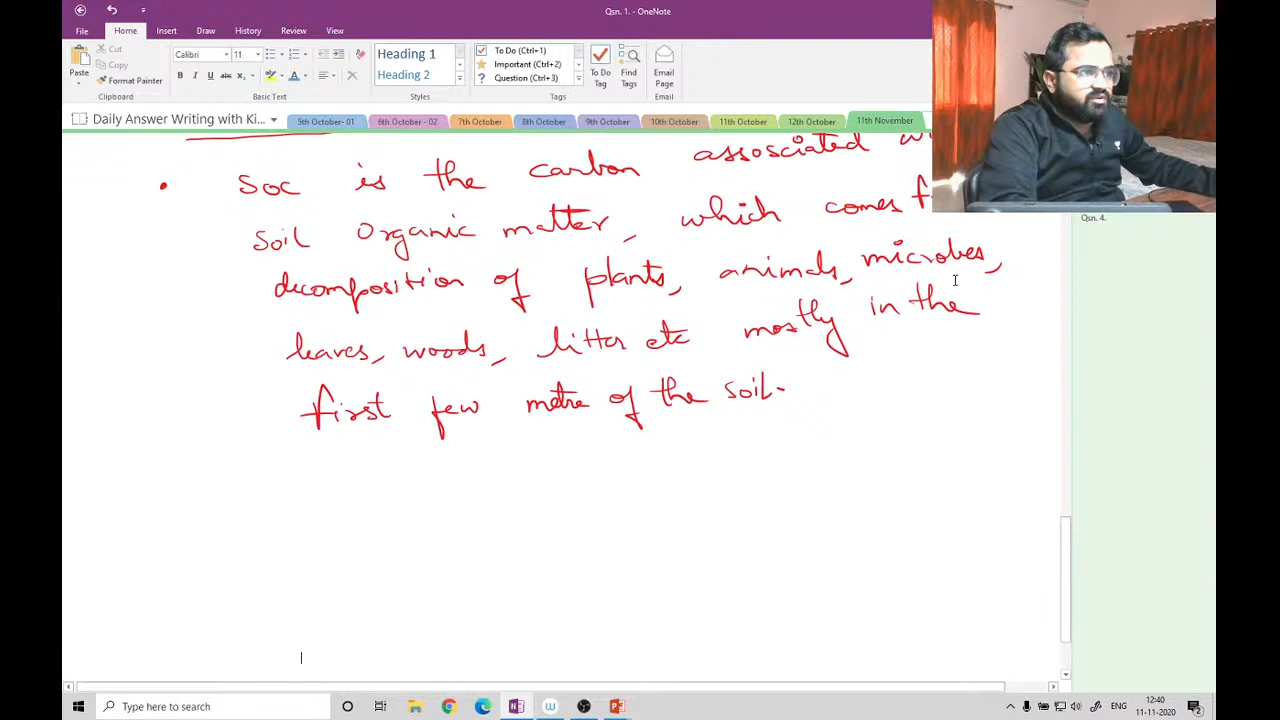 Qsn. 1. - OneNote
File Home Insert Draw History Review View
Paste
Cut
Copy
Format Painter
Clipboard
Calibri 11
B I U abc
Basic Text
Heading 1
Heading 2
Styles
To Do (Ctrl+1)
Important (Ctrl+2)
Question (Ctrl+3)
To Do Tag
Find Tags
Tags
Email Page
Email
Daily Answer Writing with Ki... 5th October- 01 6th October - 02 7th October 8th October 9th October 10th October 11th October 12th October 11th November
Qsn. 4.
• SOC is the carbon associated
soil organic matter, which comes
decomposition of plants, animals, microbes,
leaves, woods, litter etc mostly in the
first few metre of the soil.
Type here to search
ENG
12:40
11-11-2020
2